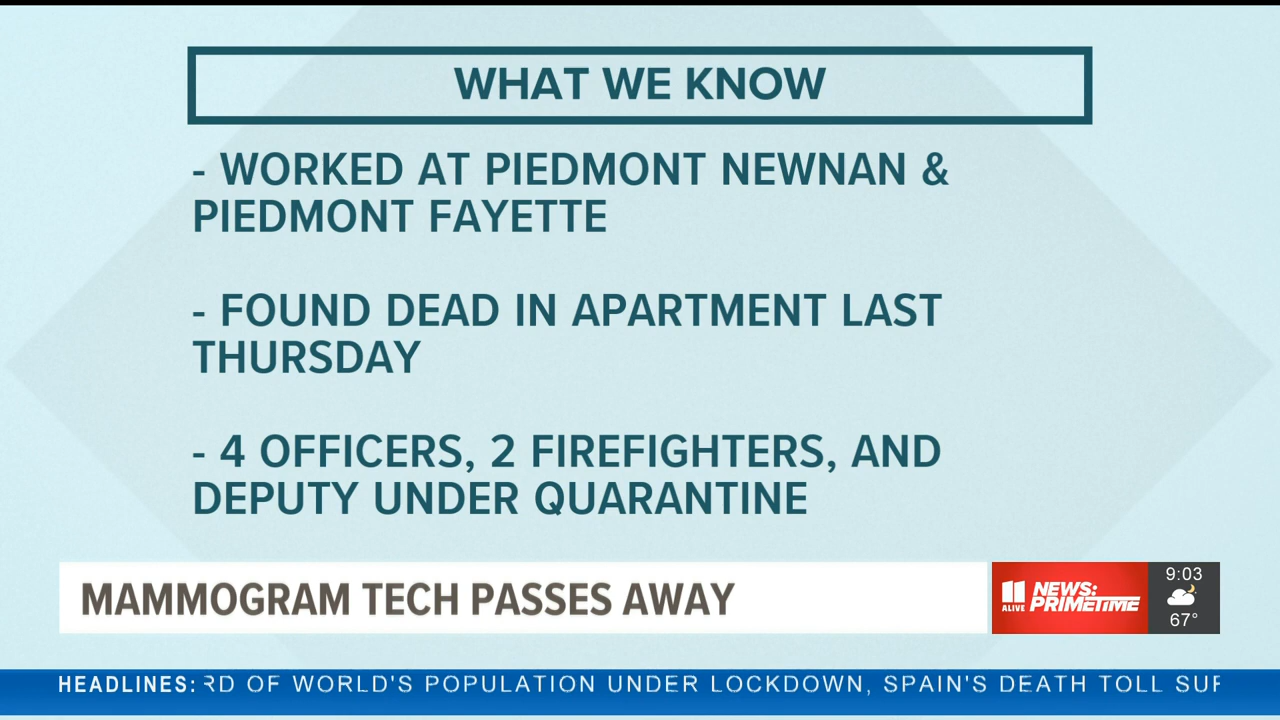 WHAT WE KNOW
- WORKED AT PIEDMONT NEWNAN &
PIEDMONT FAYETTE
- FOUND DEAD IN APARTMENT LAST
THURSDAY
- 4 OFFICERS, 2 FIREFIGHTERS, AND
DEPUTY UNDER QUARANTINE
MAMMOGRAM TECH PASSES AWAY
11 ALIVE
NEWS:
PRIMETIME
9:03
67°
HEADLINES: RD OF WORLD'S POPULATION UNDER LOCKDOWN, SPAIN'S DEATH TOLL